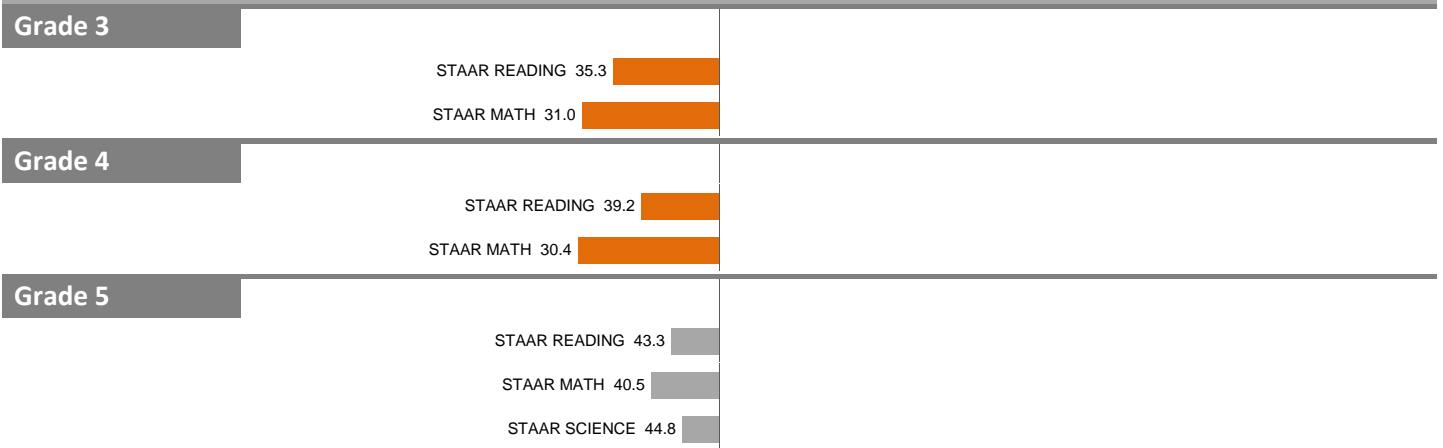 Grade 3
STAAR READING 35.3
STAAR MATH 31.0
Grade 4
STAAR READING 39.2
STAAR MATH 30.4
Grade 5
STAAR READING 43.3
STAAR MATH 40.5
STAAR SCIENCE 44.8